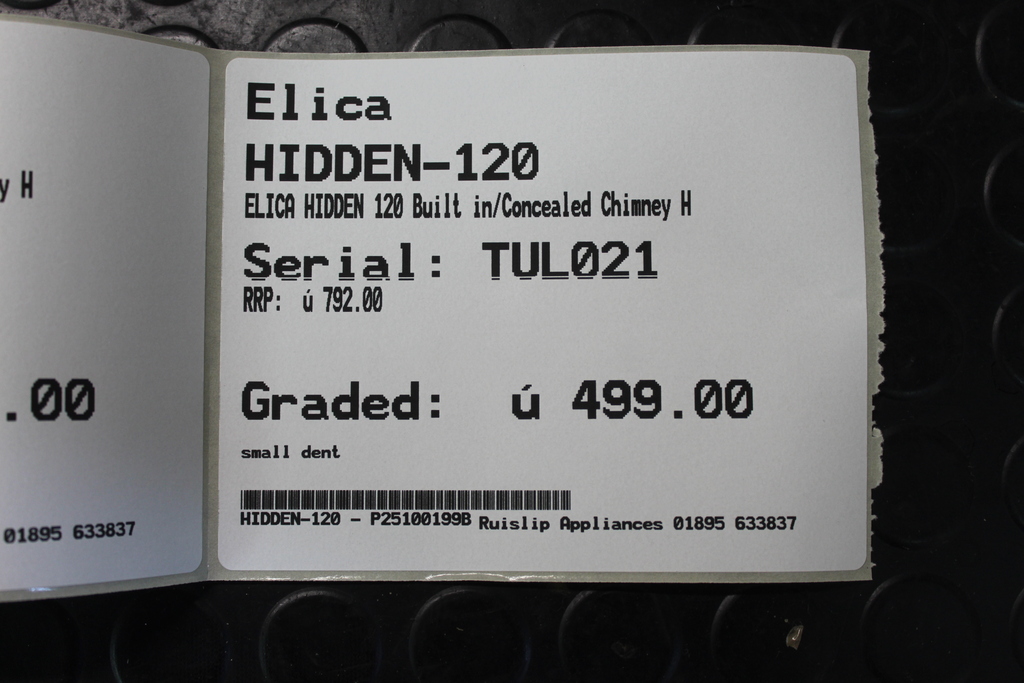 Elica
HIDDEN-120
ELICA HIDDEN 120 Built in/Concealed Chimney H
Serial: TUL021
RRP: ú 792.00
Graded: ú 499.00
small dent
HIDDEN-120 - P25100199B Ruislip Appliances 01895 633837
y H
.00
01895 633837